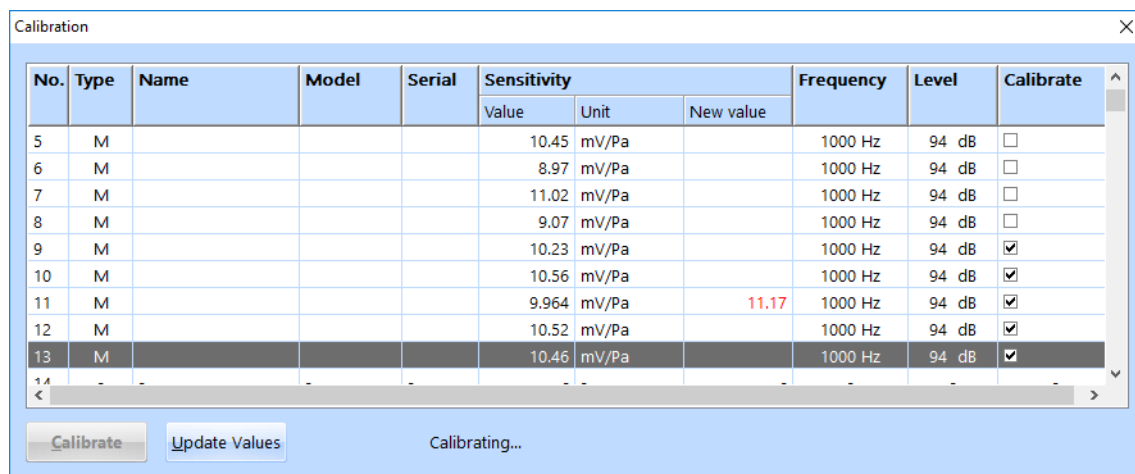 Calibration
No. Type Name Model Serial Sensitivity Frequency Level Calibrate
Value Unit New value
5 M 10.45 mV/Pa 1000 Hz 94 dB
6 M 8.97 mV/Pa 1000 Hz 94 dB
7 M 11.02 mV/Pa 1000 Hz 94 dB
8 M 9.07 mV/Pa 1000 Hz 94 dB
9 M 10.23 mV/Pa 1000 Hz 94 dB
10 M 10.56 mV/Pa 1000 Hz 94 dB
11 M 9.964 mV/Pa 11.17 1000 Hz 94 dB
12 M 10.52 mV/Pa 1000 Hz 94 dB
13 M 10.46 mV/Pa 1000 Hz 94 dB
14 - - - - - - - - -
Calibrate Update Values Calibrating...